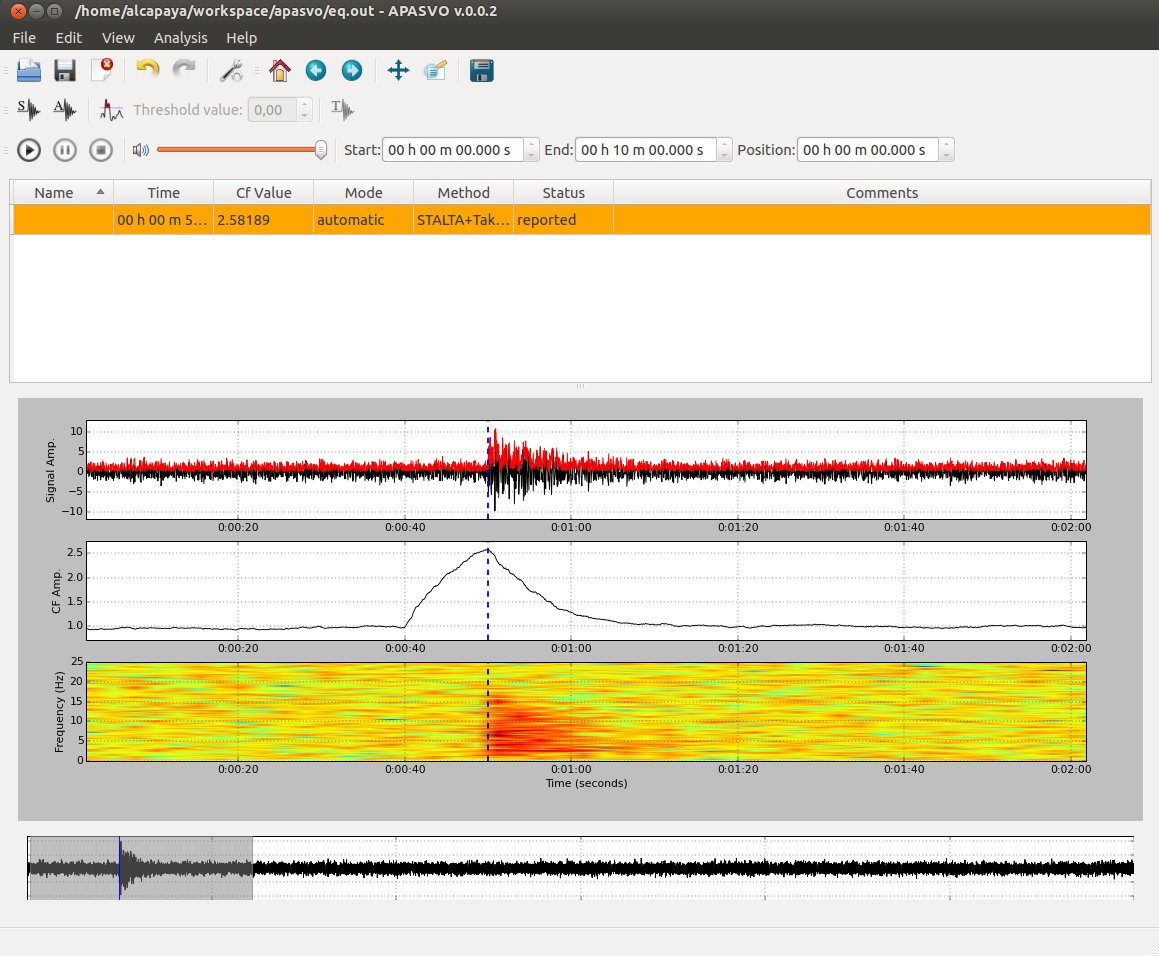 /home/alcapaya/workspace/apasvo/eq.out - APASVO v.0.0.2
File Edit View Analysis Help
S A Threshold value: 0,00 T
Start: 00 h 00 m 00.000 s End: 00 h 10 m 00.000 s Position: 00 h 00 m 00.000 s
Name Time Cf Value Mode Method Status Comments
00 h 00 m 5... 2.58189 automatic STALTA+Tak... reported
Signal Amp.
10
5
0
−5
−10
0:00:20 0:00:40 0:01:00 0:01:20 0:01:40 0:02:00
CF Amp.
2.5
2.0
1.5
1.0
0:00:20 0:00:40 0:01:00 0:01:20 0:01:40 0:02:00
Frequency (Hz)
25
20
15
10
5
0
0:00:20 0:00:40 0:01:00 0:01:20 0:01:40 0:02:00
Time (seconds)